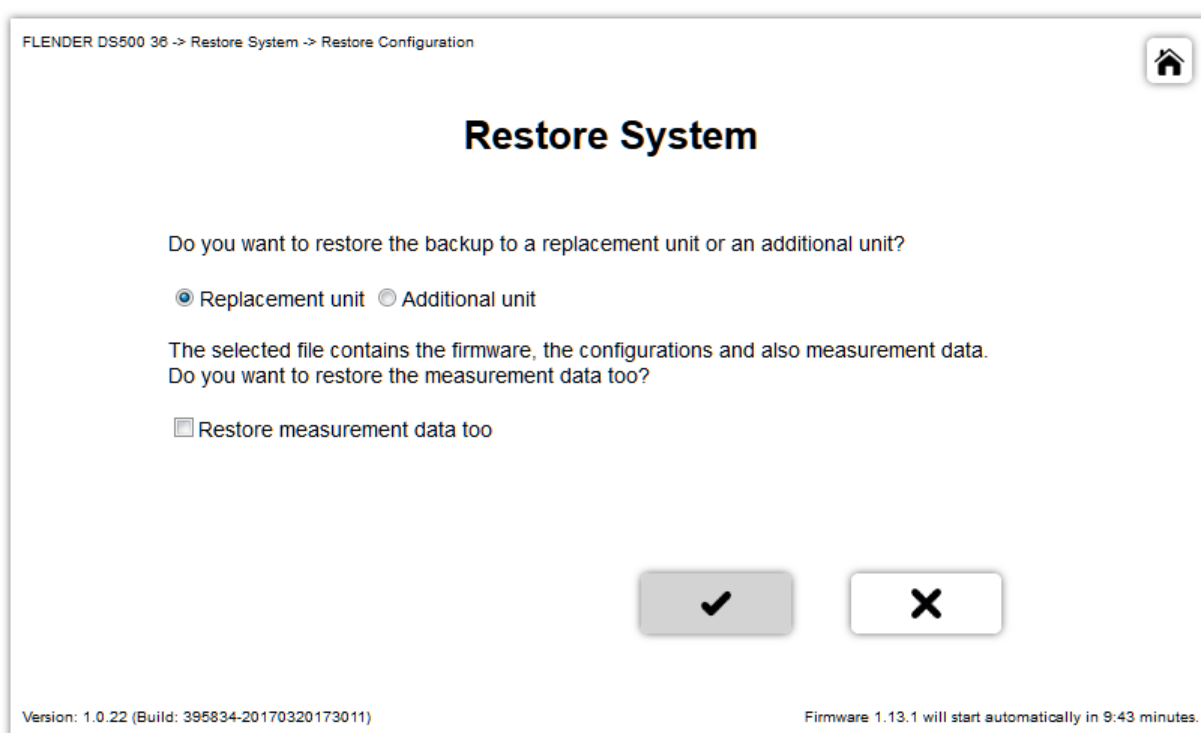 FLENDER DS500 36 -> Restore System -> Restore Configuration
Restore System
Do you want to restore the backup to a replacement unit or an additional unit?
Replacement unit Additional unit
The selected file contains the firmware, the configurations and also measurement data.
Do you want to restore the measurement data too?
Restore measurement data too
Version: 1.0.22 (Build: 395834-20170320173011) Firmware 1.13.1 will start automatically in 9:43 minutes.